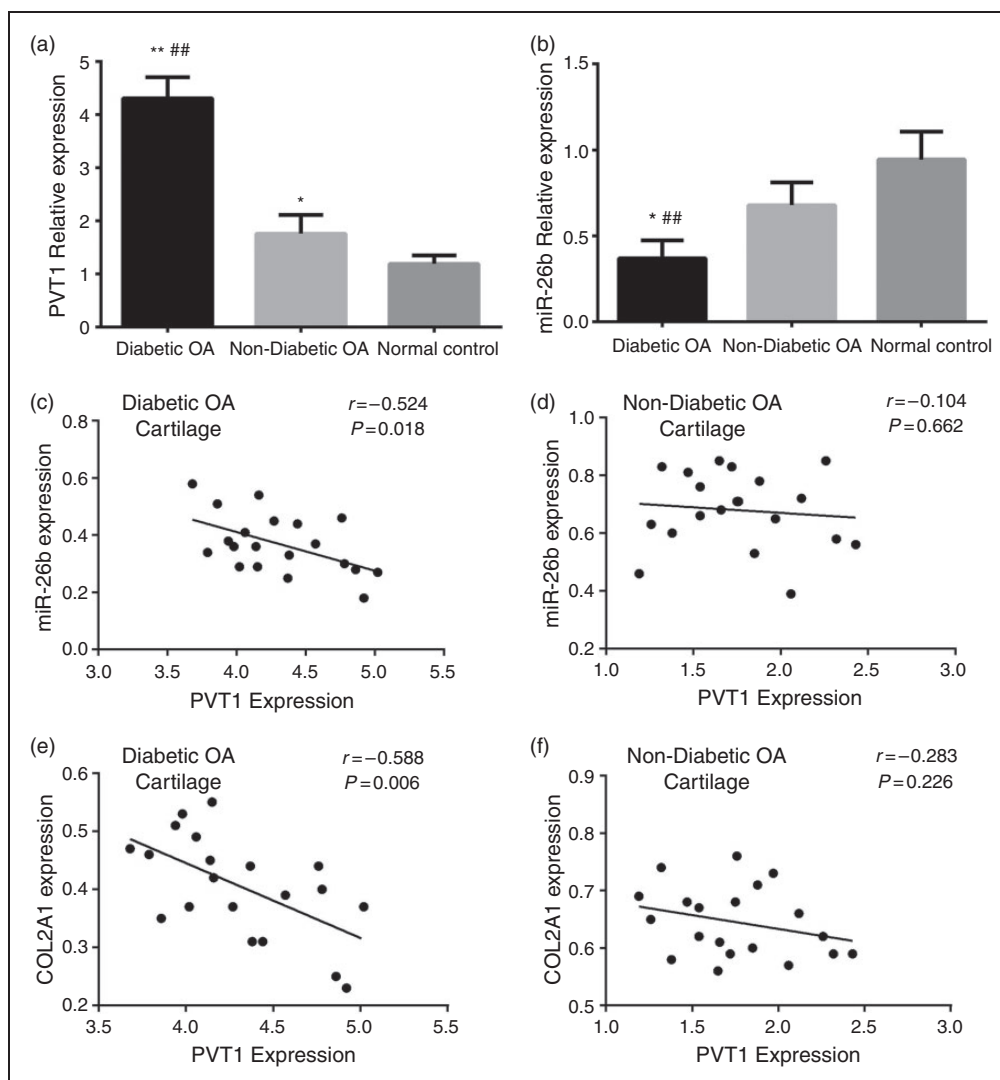 (a)
** ##
*
PVT1 Relative expression
5
4
3
2
1
0
Diabetic OA Non-Diabetic OA Normal control
(b)
* ##
miR-26b Relative expression
1.5
1.0
0.5
0.0
Diabetic OA Non-Diabetic OA Normal control
(c)
Diabetic OA
Cartilage
r=−0.524
P=0.018
miR-26b expression
0.8
0.6
0.4
0.2
0.0
3.0 3.5 4.0 4.5 5.0 5.5
PVT1 Expression
(d)
Non-Diabetic OA
Cartilage
r=−0.104
P=0.662
miR-26b expression
1.0
0.8
0.6
0.4
0.2
1.0 1.5 2.0 2.5 3.0
PVT1 Expression
(e)
Diabetic OA
Cartilage
r=−0.588
P=0.006
COL2A1 expression
0.6
0.5
0.4
0.3
0.2
3.5 4.0 4.5 5.0 5.5
PVT1 Expression
(f)
Non-Diabetic OA
Cartilage
r=−0.283
P=0.226
COL2A1 expression
0.9
0.8
0.7
0.6
0.5
1.0 1.5 2.0 2.5 3.0
PVT1 Expression